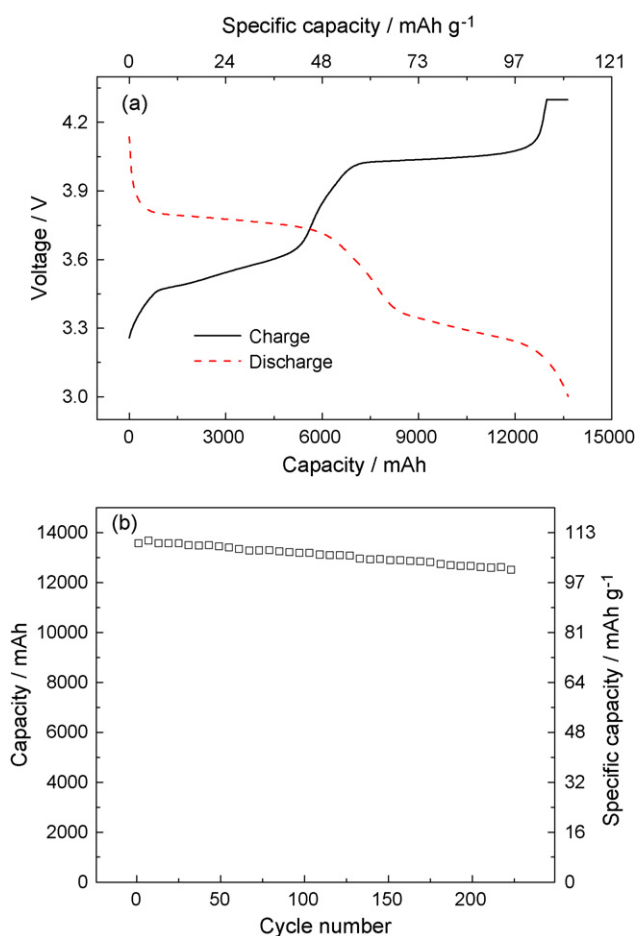 Specific capacity / mAh g-1
0 24 48 73 97 121
(a)
4.2
3.9
3.6
3.3
3.0
Voltage / V
Charge
Discharge
0 3000 6000 9000 12000 15000
Capacity / mAh
(b)
14000 113
12000 97
10000 81
8000 64
6000 48
4000 32
2000 16
0 0
Capacity / mAh
Specific capacity / mAh g-1
0 50 100 150 200
Cycle number